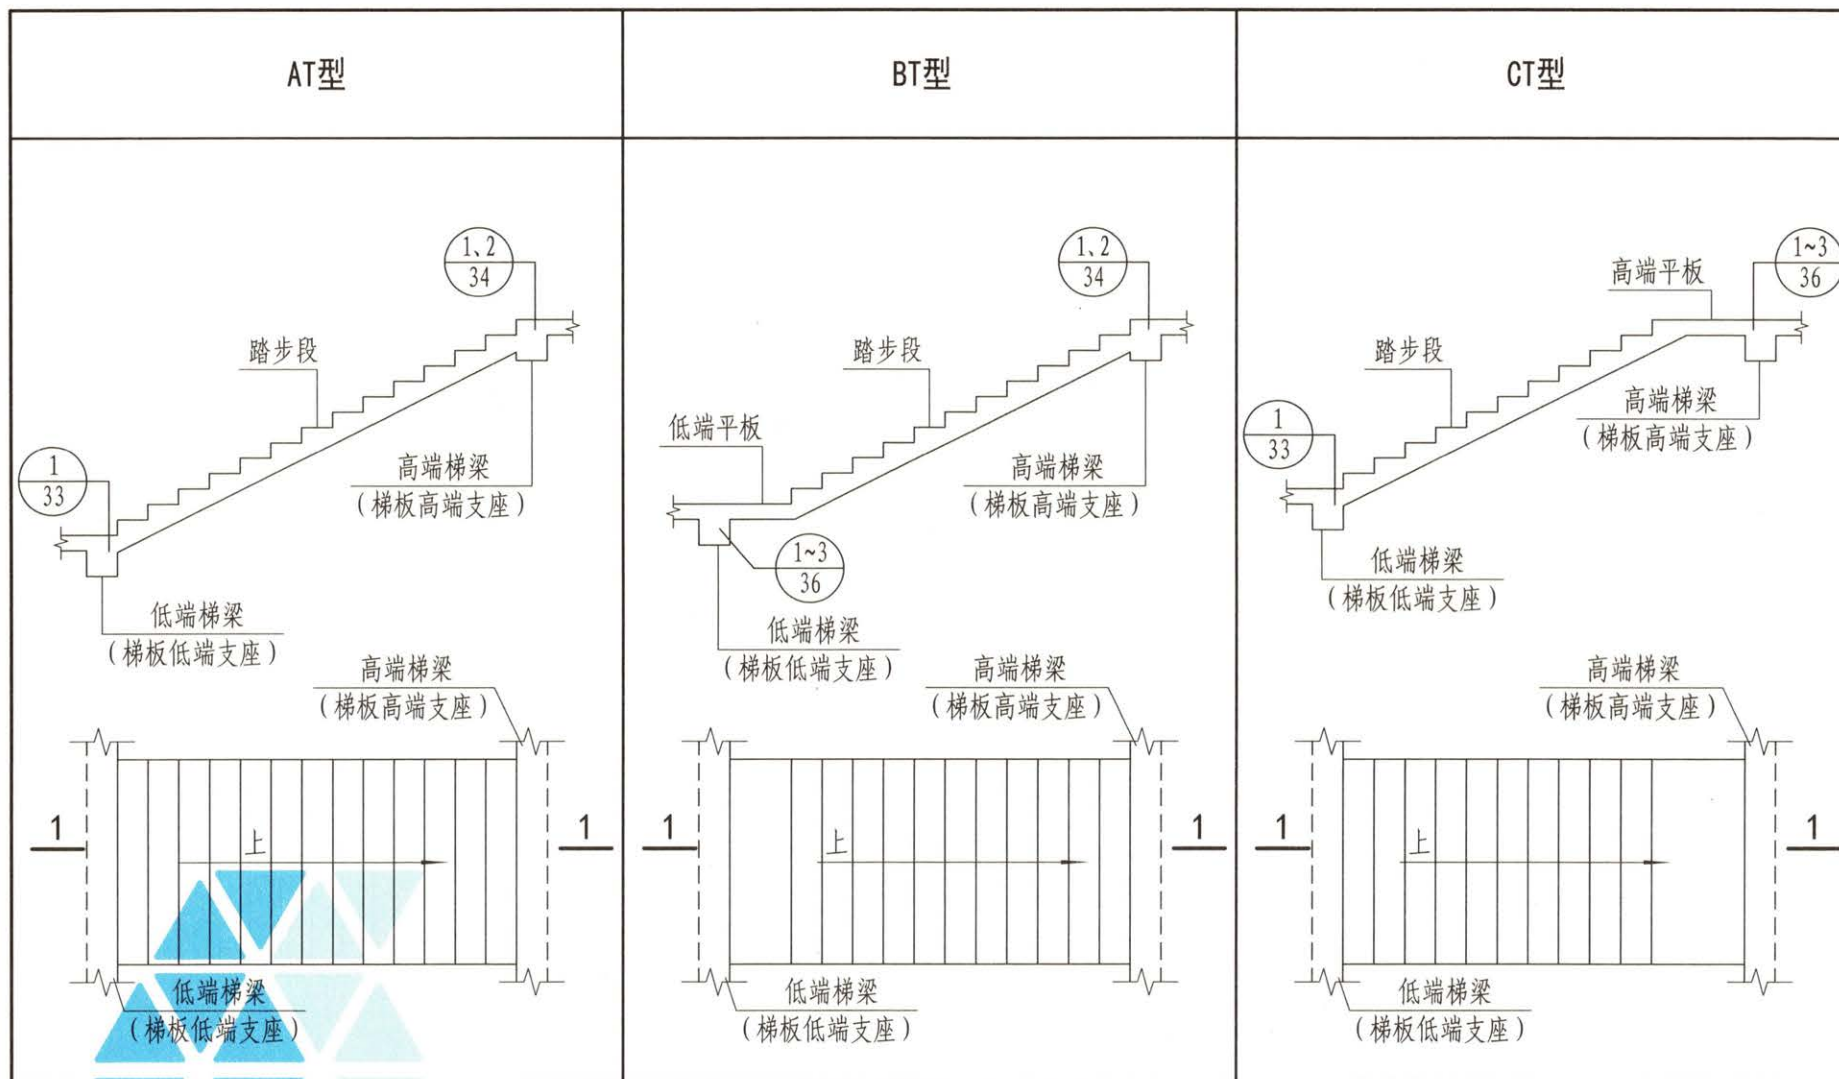 AT型
BT型
CT型
1、2
34
踏步段
1
33
高端梯梁
(梯板高端支座)
低端梯梁
(梯板低端支座)
高端梯梁
(梯板高端支座)
1
上
1
低端梯梁
(梯板低端支座)
1、2
34
踏步段
低端平板
高端梯梁
(梯板高端支座)
1~3
36
低端梯梁
(梯板低端支座)
高端梯梁
(梯板高端支座)
1
上
1
低端梯梁
(梯板低端支座)
1~3
36
高端平板
踏步段
高端梯梁
(梯板高端支座)
1
33
低端梯梁
(梯板低端支座)
高端梯梁
(梯板高端支座)
1
上
1
低端梯梁
(梯板低端支座)